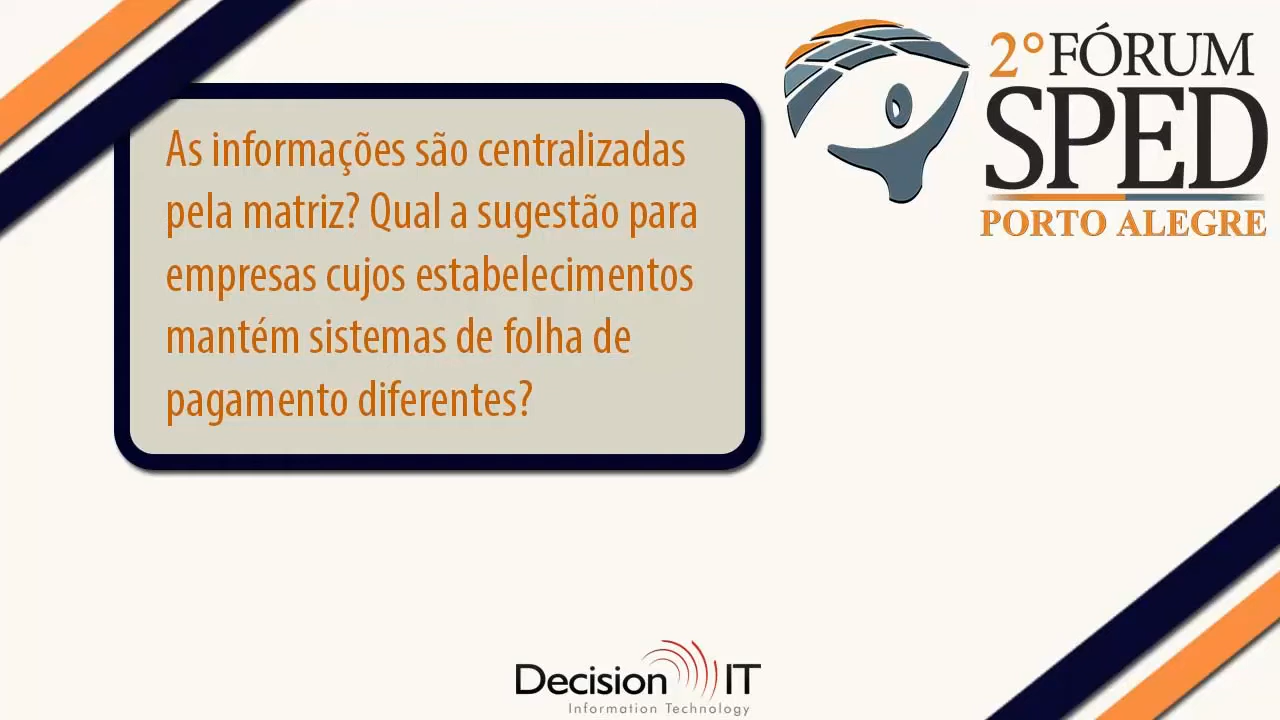 As informações são centralizadas
pela matriz? Qual a sugestão para
empresas cujos estabelecimentos
mantém sistemas de folha de
pagamento diferentes?
2° FÓRUM
SPED
PORTO ALEGRE
Decision IT
Information Technology